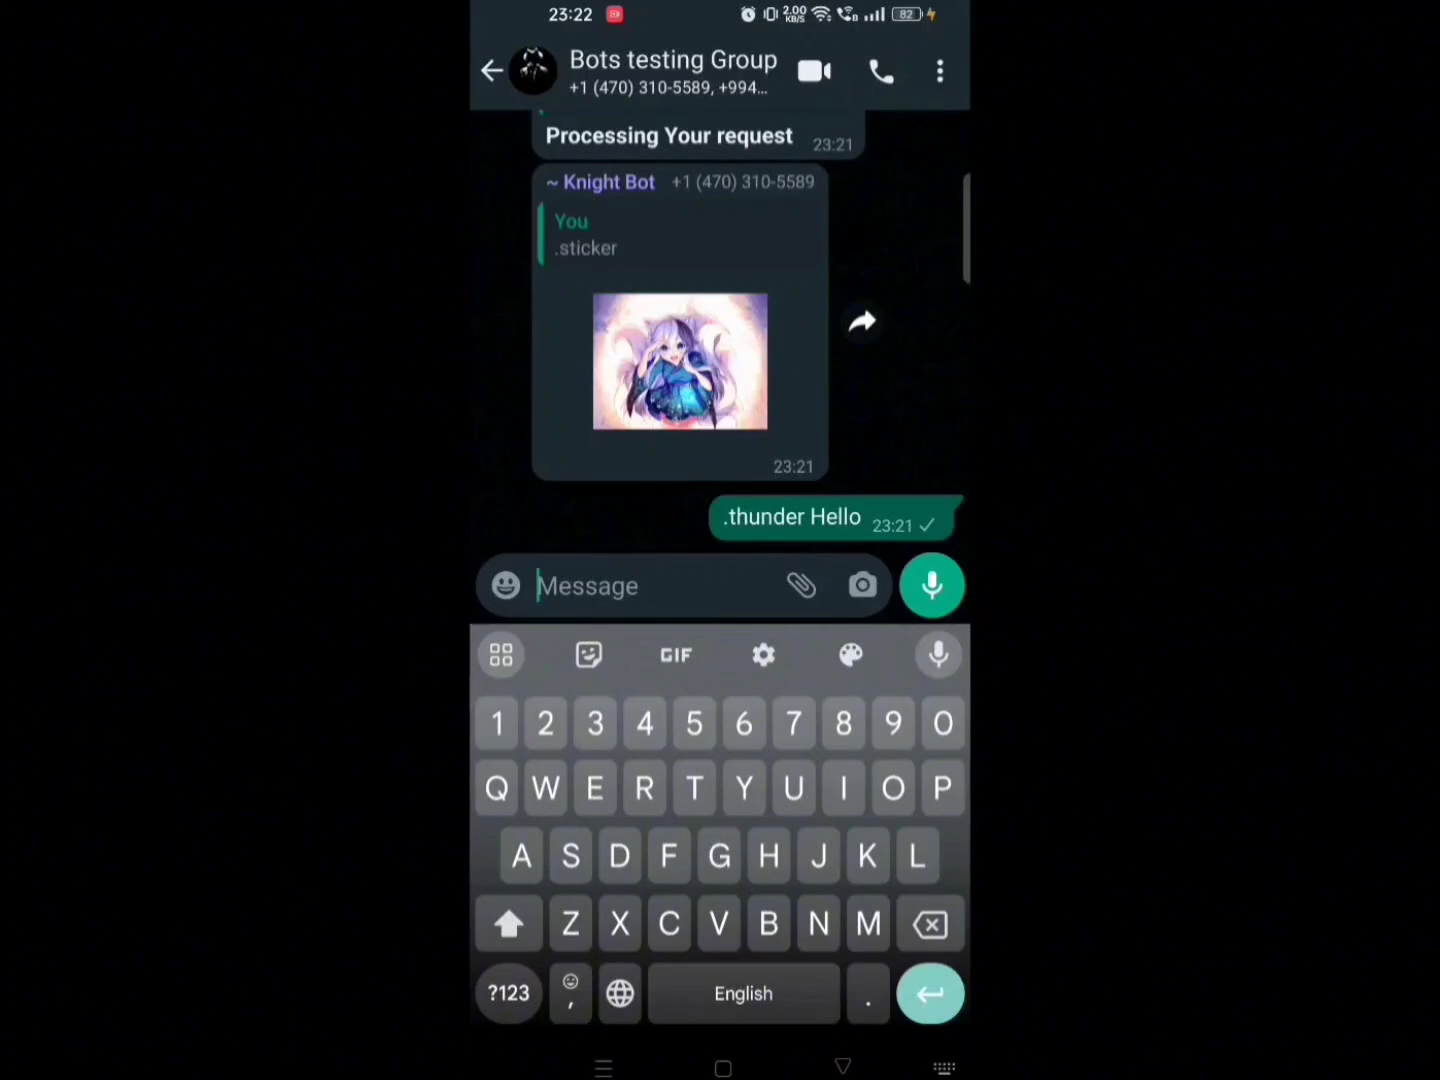 23:22
2.00
KB/S
82
Bots testing Group
+1 (470) 310-5589, +994...
Processing Your request
23:21
~ Knight Bot +1 (470) 310-5589
You
.sticker
23:21
.thunder Hello 23:21
Message
GIF
1 2 3 4 5 6 7 8 9 0
Q W E R T Y U I O P
A S D F G H J K L
Z X C V B N M
?123 , English .